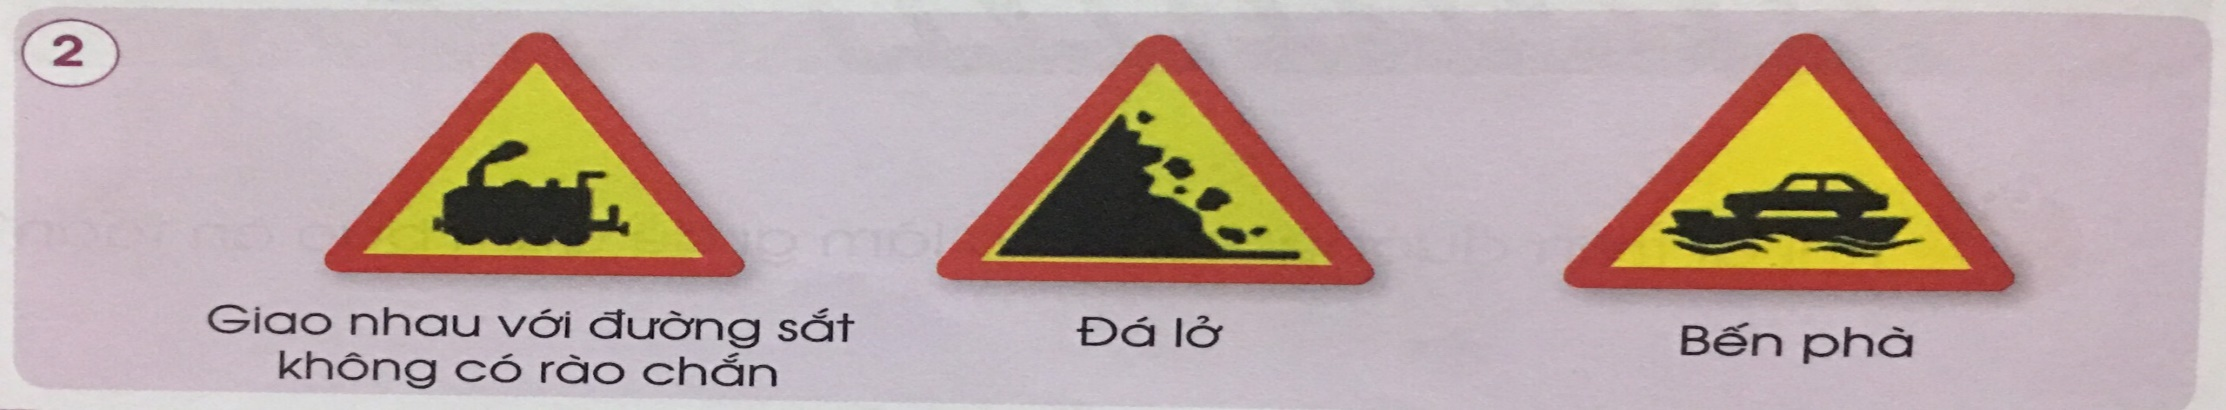 2
Giao nhau với đường sắt
không có rào chắn
Đá lở
Bến phà